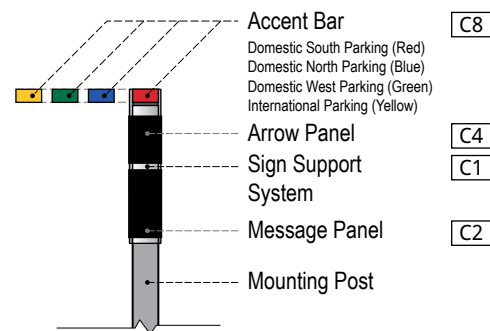 Accent Bar C8
Domestic South Parking (Red)
Domestic North Parking (Blue)
Domestic West Parking (Green)
International Parking (Yellow)
Arrow Panel C4
Sign Support C1
System
Message Panel C2
Mounting Post